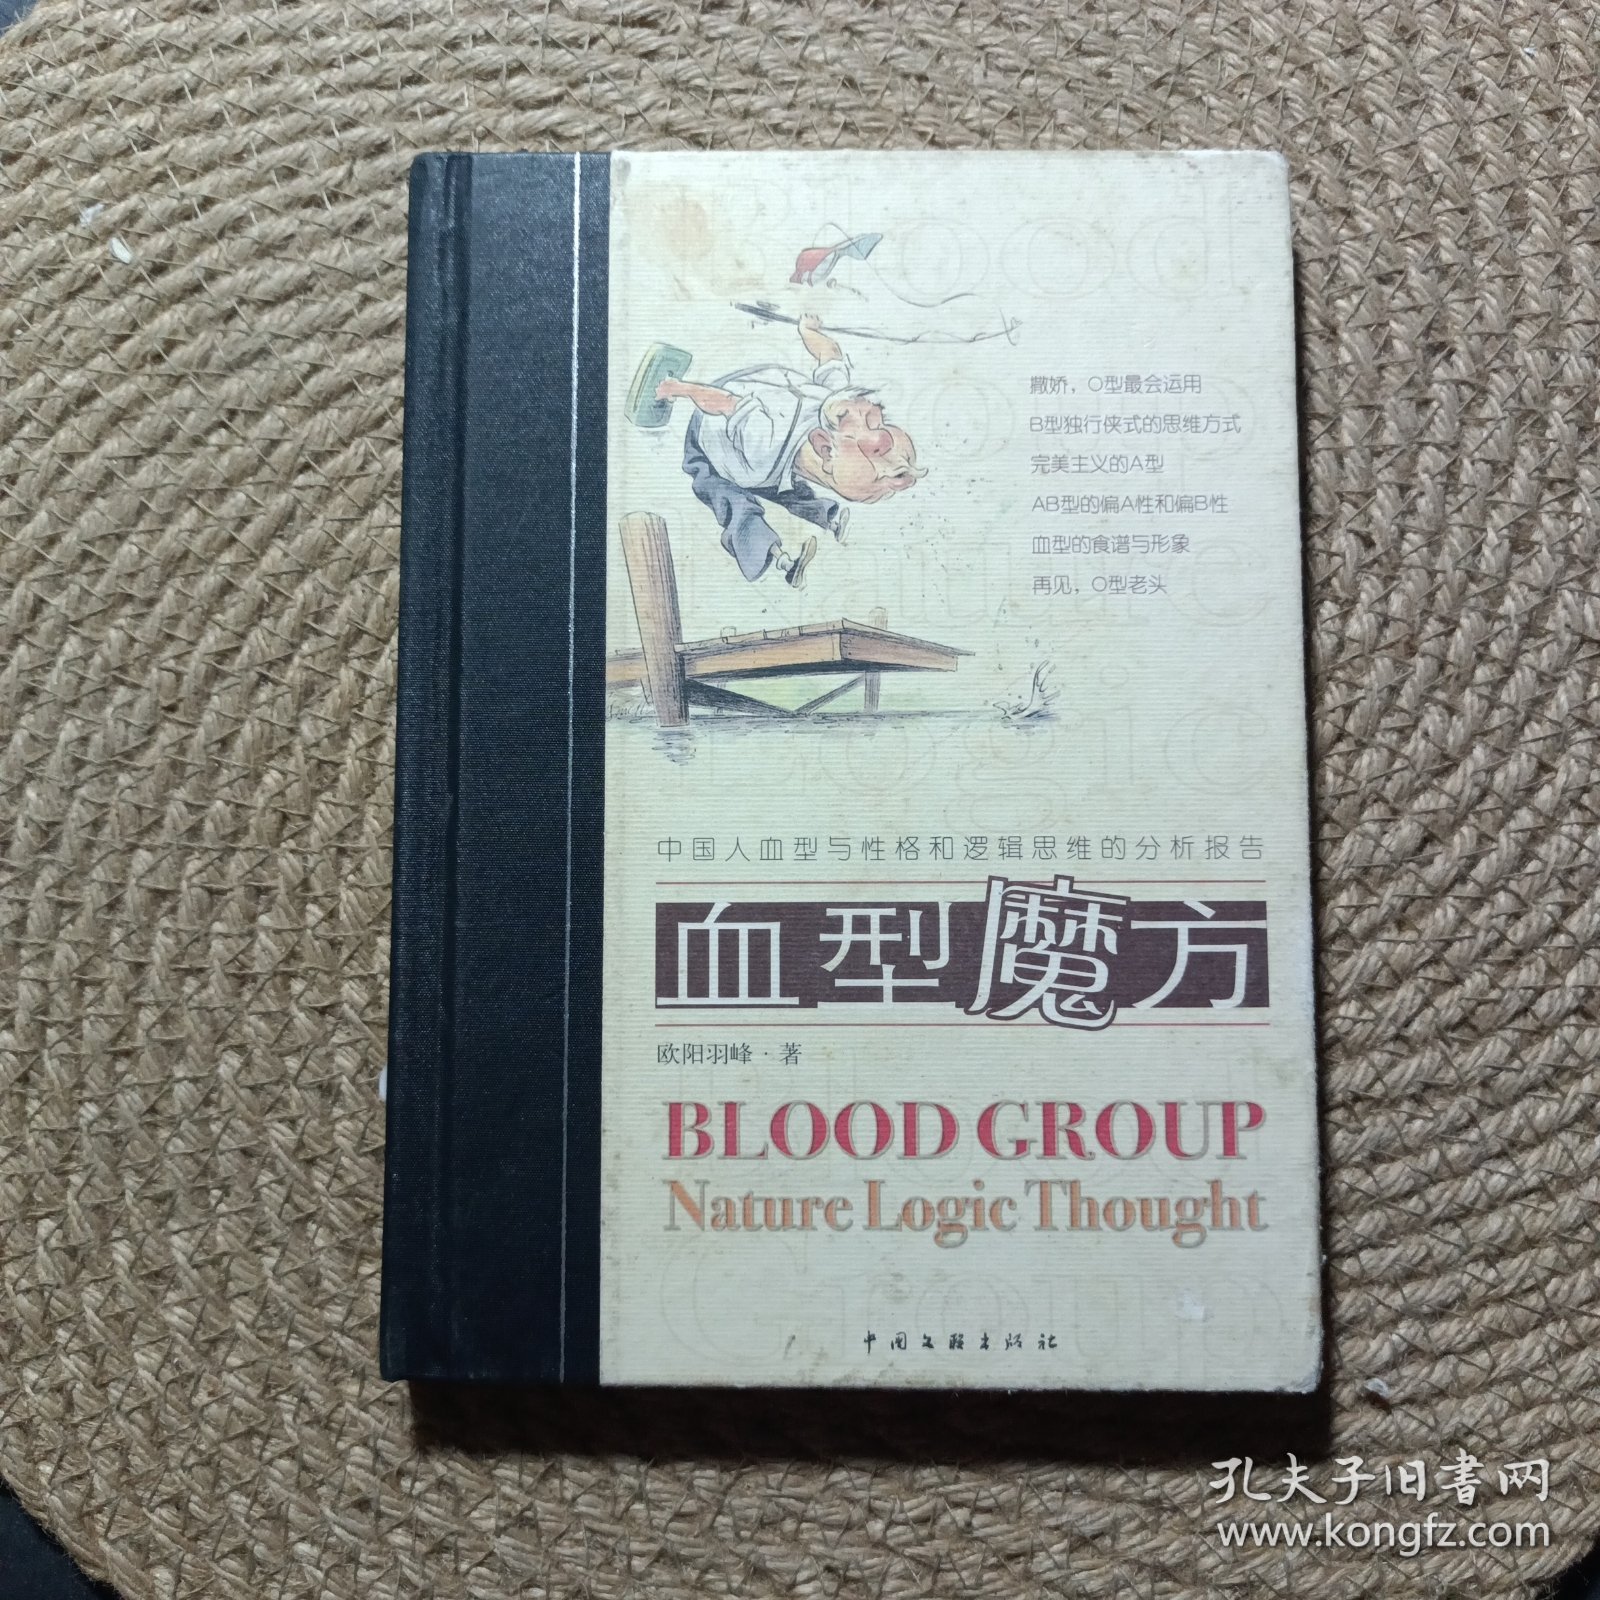 撒娇，O型最会运用
B型独行侠式的思维方式
完美主义的A型
AB型的偏A性和偏B性
血型的食谱与形象
再见，O型老头
中国人血型与性格和逻辑思维的分析报告
血型魔方
欧阳羽峰·著
BLOOD GROUP
Nature Logic Thought
中国文联出版社
孔夫子旧书网
www.kongfz.com